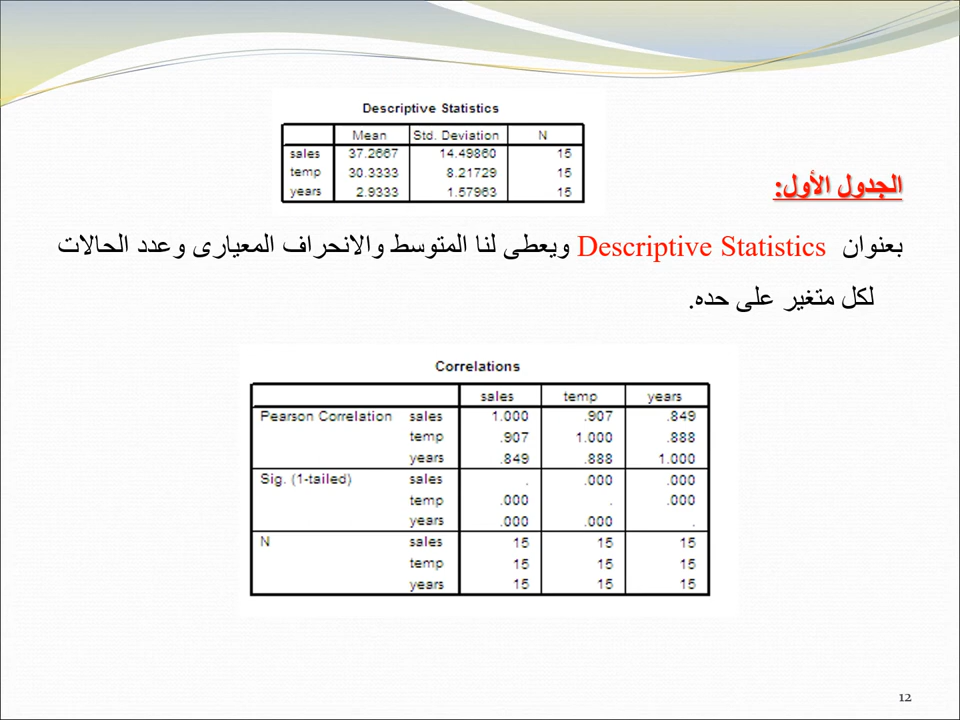 Descriptive Statistics
Mean Std. Deviation N
sales 37.2667 14.49860 15
temp 30.3333 8.21729 15
years 2.9333 1.57963 15
الجدول الأول:
بعنوان Descriptive Statistics ويعطى لنا المتوسط والانحراف المعيارى وعدد الحالات
لكل متغير على حده.
Correlations
sales temp years
Pearson Correlation sales 1.000 .907 .849
temp .907 1.000 .888
years .849 .888 1.000
Sig. (1-tailed) sales . .000 .000
temp .000 . .000
years .000 .000 .
N sales 15 15 15
temp 15 15 15
years 15 15 15
12